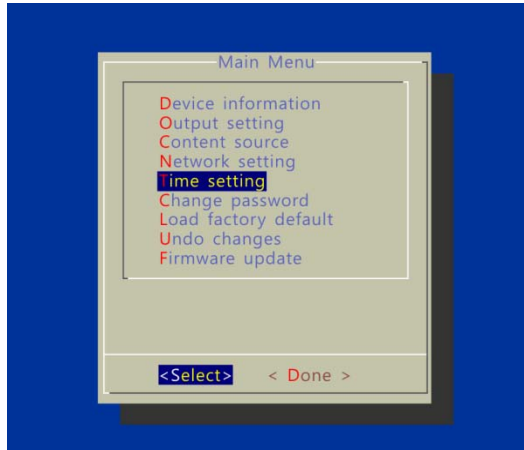 Main Menu
Device information
Output setting
Content source
Network setting
Time setting
Change password
Load factory default
Undo changes
Firmware update
<Select> < Done >